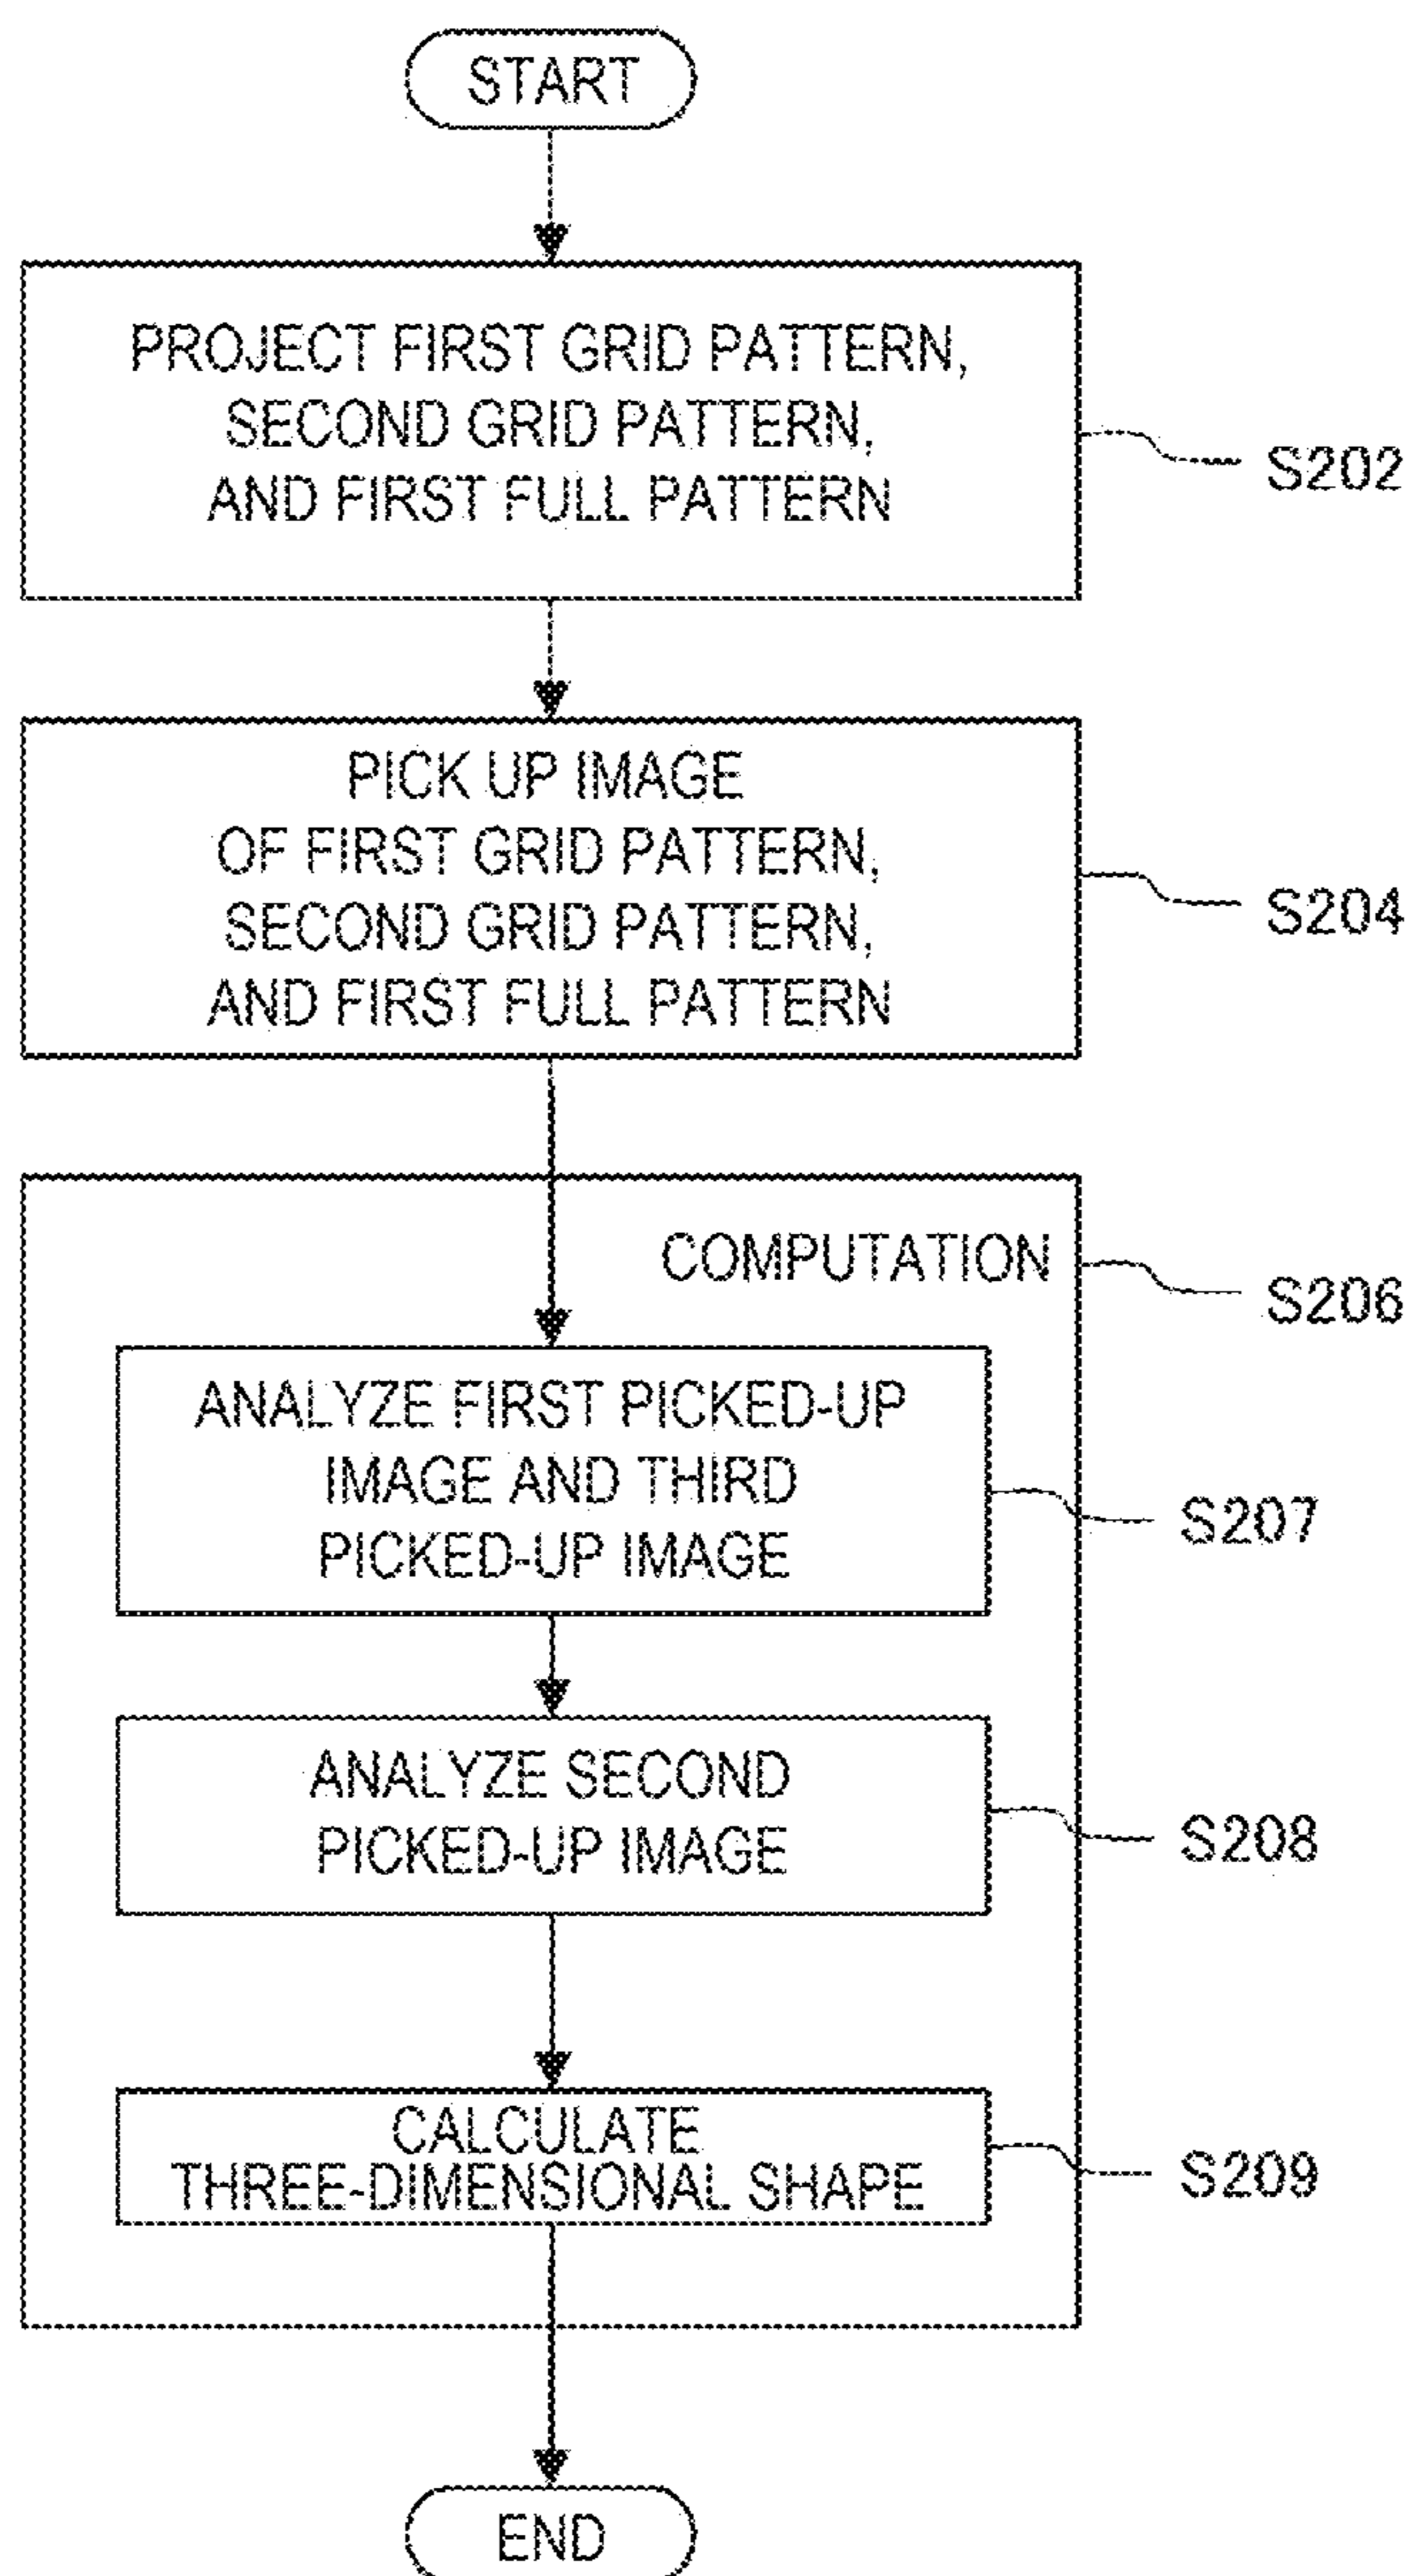 START
PROJECT FIRST GRID PATTERN,
SECOND GRID PATTERN,
AND FIRST FULL PATTERN
S202
PICK UP IMAGE
OF FIRST GRID PATTERN,
SECOND GRID PATTERN,
AND FIRST FULL PATTERN
S204
COMPUTATION
S206
ANALYZE FIRST PICKED-UP
IMAGE AND THIRD
PICKED-UP IMAGE
S207
ANALYZE SECOND
PICKED-UP IMAGE
S208
CALCULATE
THREE-DIMENSIONAL SHAPE
S209
END